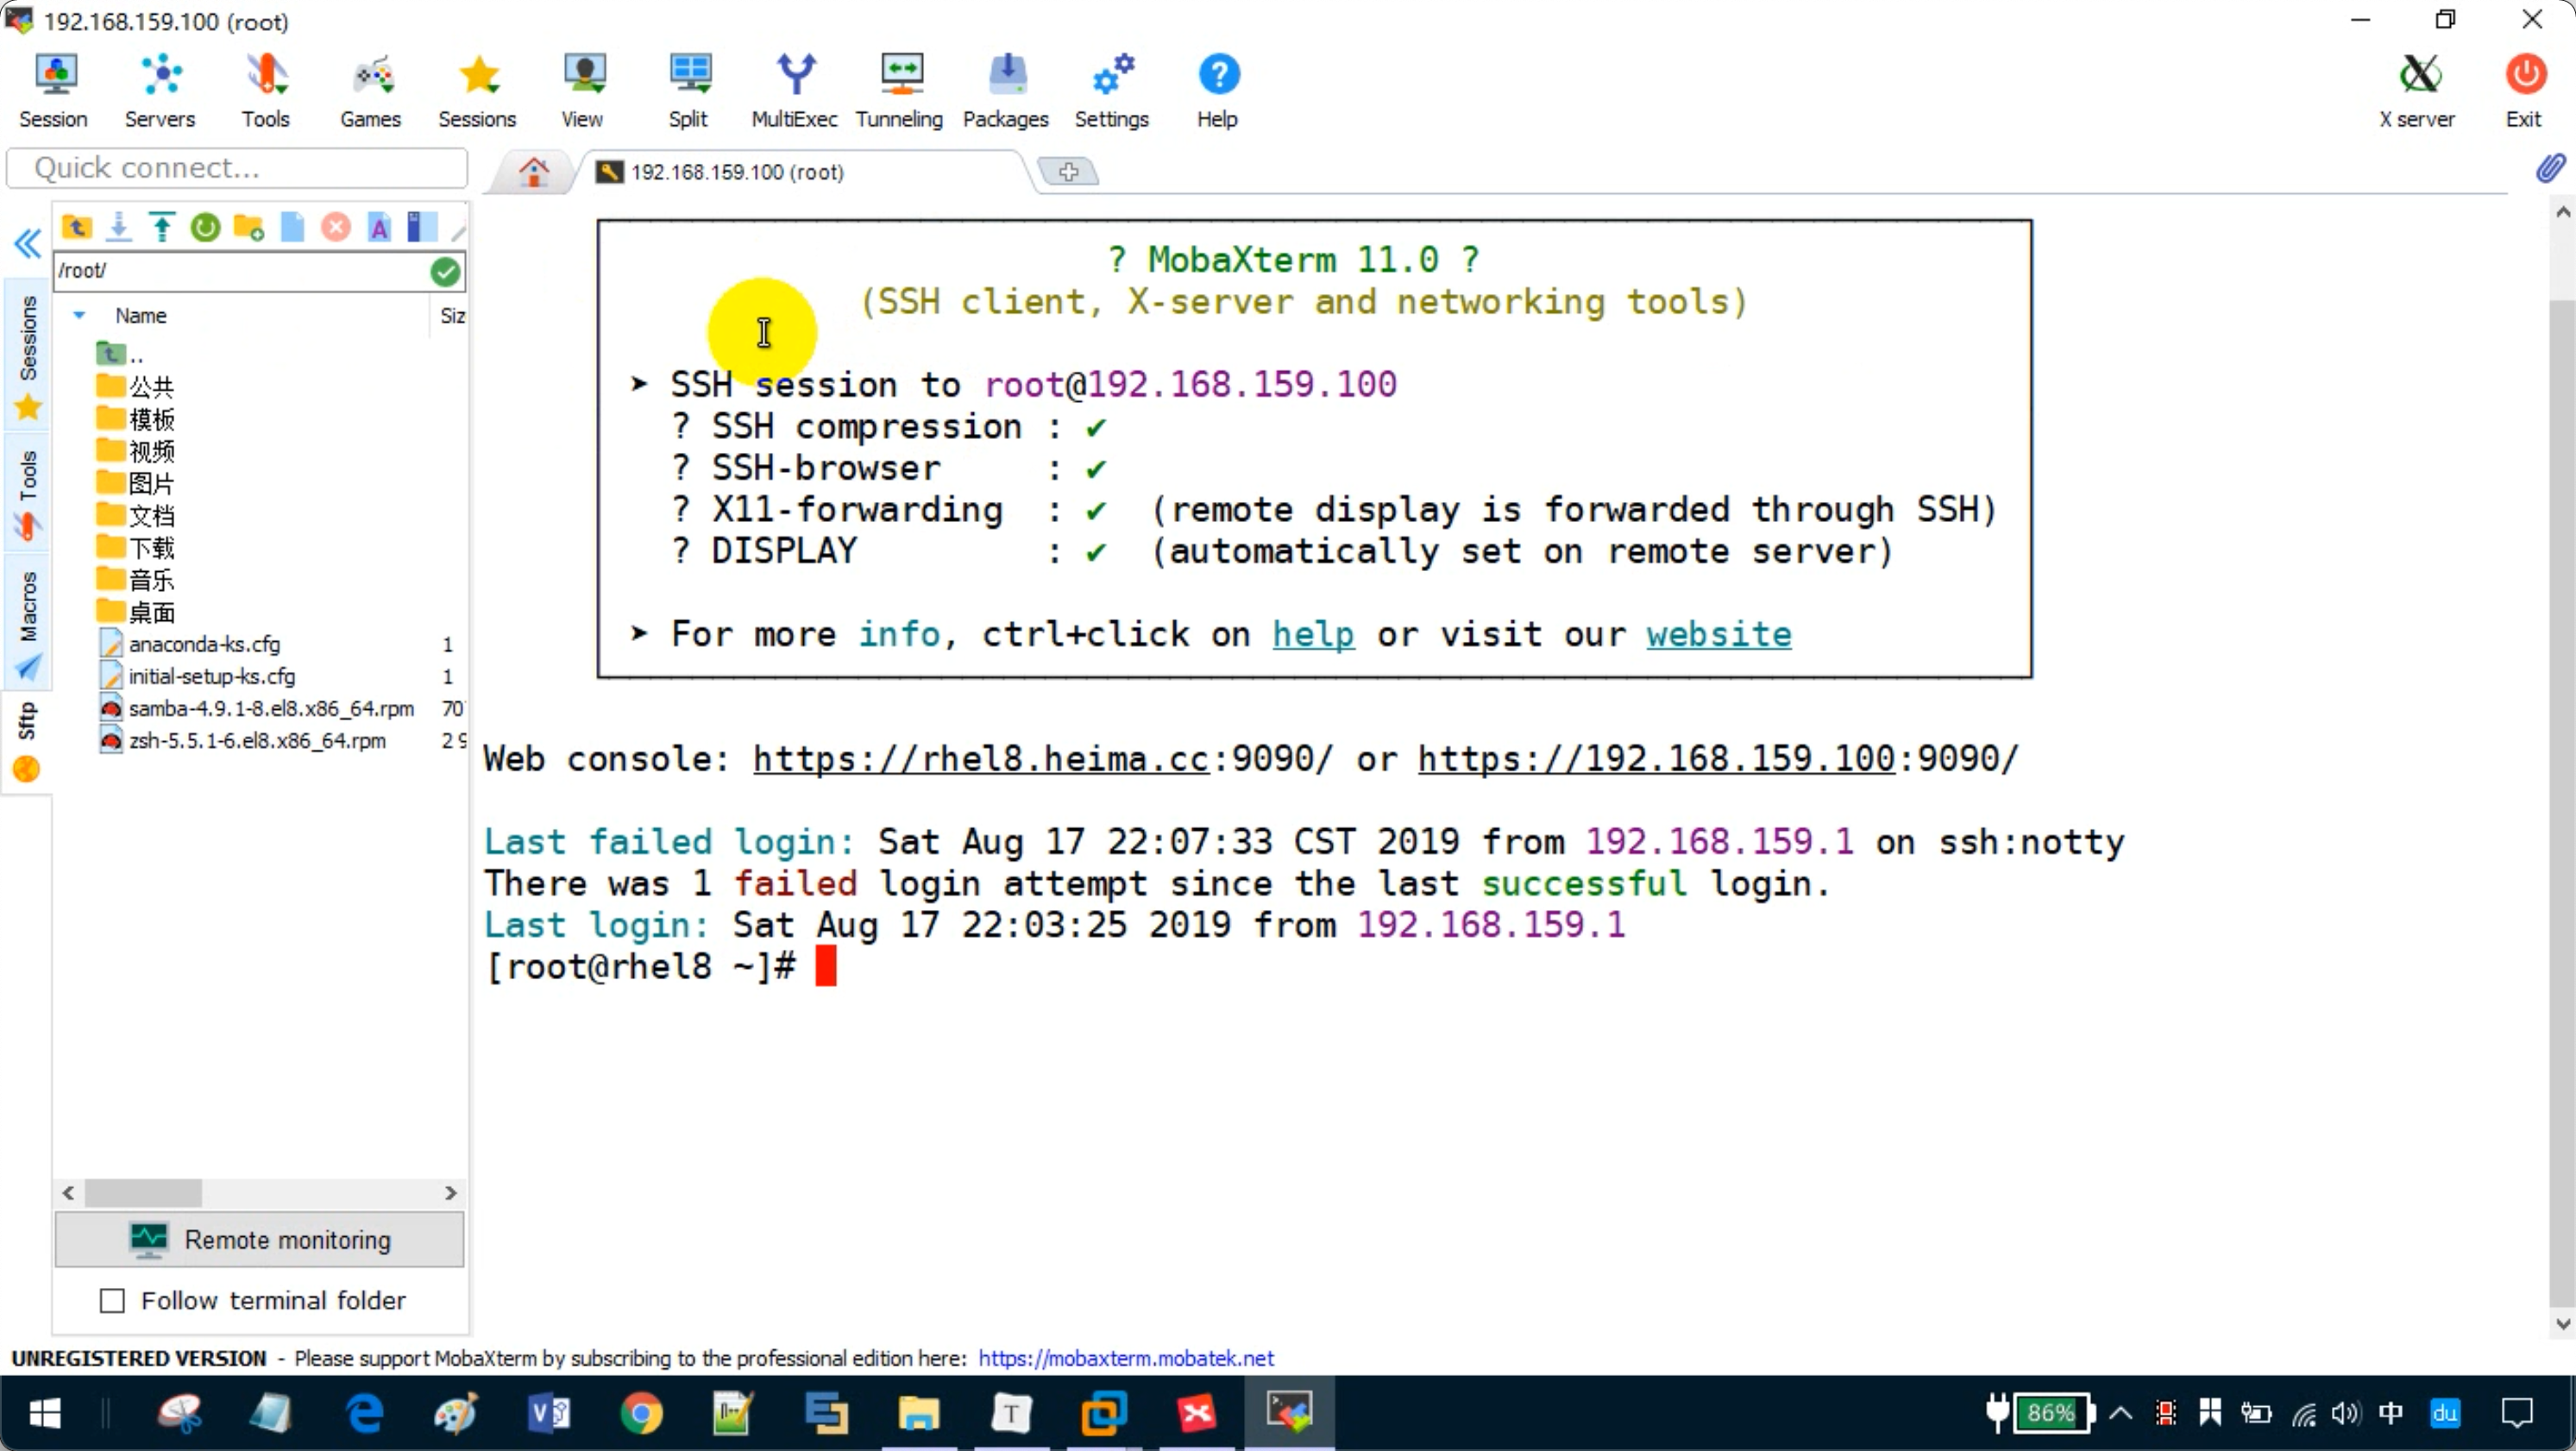 192.168.159.100 (root)
Session Servers Tools Games Sessions View Split MultiExec Tunneling Packages Settings Help X server Exit
Quick connect...
192.168.159.100 (root)
/root/
Name Siz
..
公共
模板
视频
图片
文档
下载
音乐
桌面
anaconda-ks.cfg 1
initial-setup-ks.cfg 1
samba-4.9.1-8.el8.x86_64.rpm 70
zsh-5.5.1-6.el8.x86_64.rpm 2 9
Sessions
Tools
Macros
Sftp
Remote monitoring
Follow terminal folder
? MobaXterm 11.0 ?
(SSH client, X-server and networking tools)
➤ SSH session to root@192.168.159.100
? SSH compression : ✔
? SSH-browser : ✔
? X11-forwarding : ✔ (remote display is forwarded through SSH)
? DISPLAY : ✔ (automatically set on remote server)
➤ For more info, ctrl+click on help or visit our website
Web console: https://rhel8.heima.cc:9090/ or https://192.168.159.100:9090/
Last failed login: Sat Aug 17 22:07:33 CST 2019 from 192.168.159.1 on ssh:notty
There was 1 failed login attempt since the last successful login.
Last login: Sat Aug 17 22:03:25 2019 from 192.168.159.1
[root@rhel8 ~]#
UNREGISTERED VERSION - Please support MobaXterm by subscribing to the professional edition here: https://mobaxterm.mobatek.net
86% 中 du